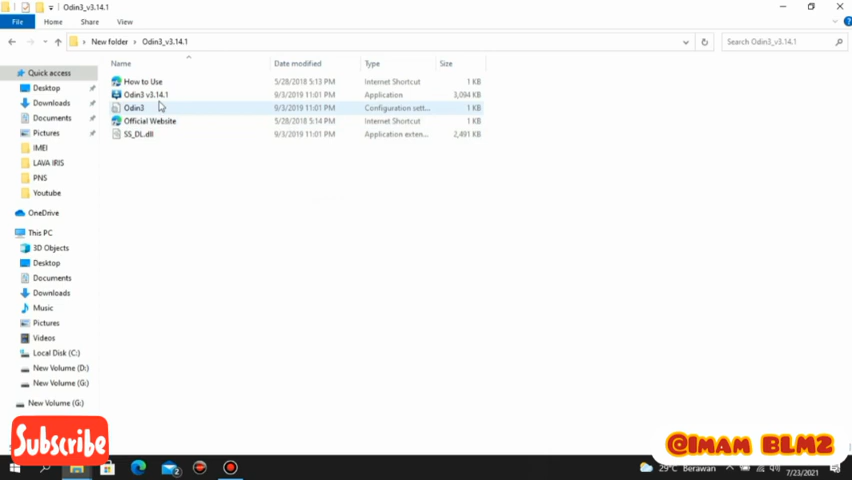 Odin3_v3.14.1
File Home Share View
New folder › Odin3_v3.14.1 Search Odin3_v3.14.1
Name Date modified Type Size
Quick access
Desktop
Downloads
Documents
Pictures
IMEI
LAVA IRIS
PNS
Youtube
OneDrive
This PC
3D Objects
Desktop
Documents
Downloads
Music
Pictures
Videos
Local Disk (C:)
New Volume (D:)
New Volume (G:)
New Volume (G:)
How to Use 5/28/2018 5:13 PM Internet Shortcut 1 KB
Odin3 v3.14.1 9/3/2019 11:01 PM Application 3,094 KB
Odin3 9/3/2019 11:01 PM Configuration sett... 1 KB
Official Website 5/28/2018 5:14 PM Internet Shortcut 1 KB
SS_DL.dll 9/3/2019 11:01 PM Application exten... 2,491 KB
Subscribe
@IMAM BLM2
2
29°C Berawan
7/23/2021